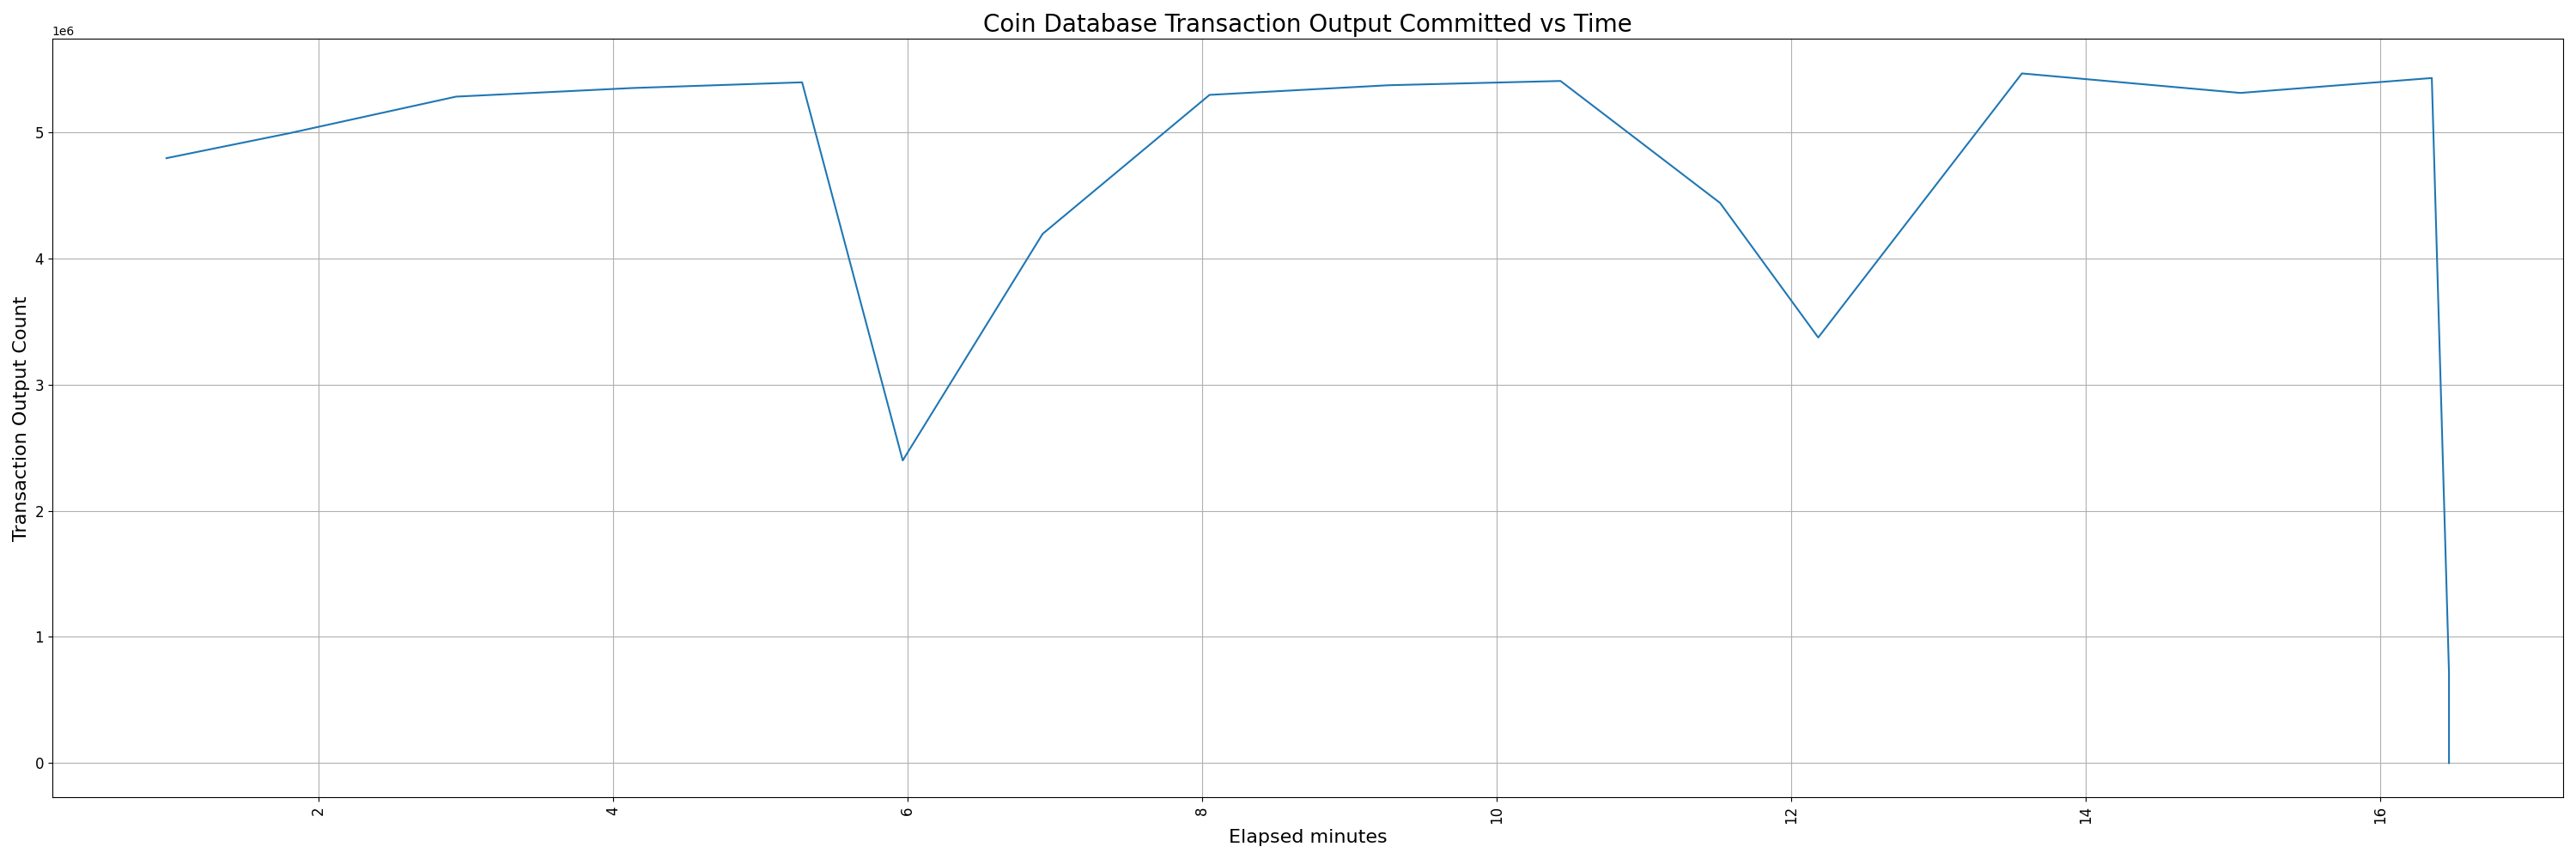 Coin Database Transaction Output Committed vs Time
1e6
5
4
3
2
1
0
Transaction Output Count
2 4 6 8 10 12 14 16
Elapsed minutes